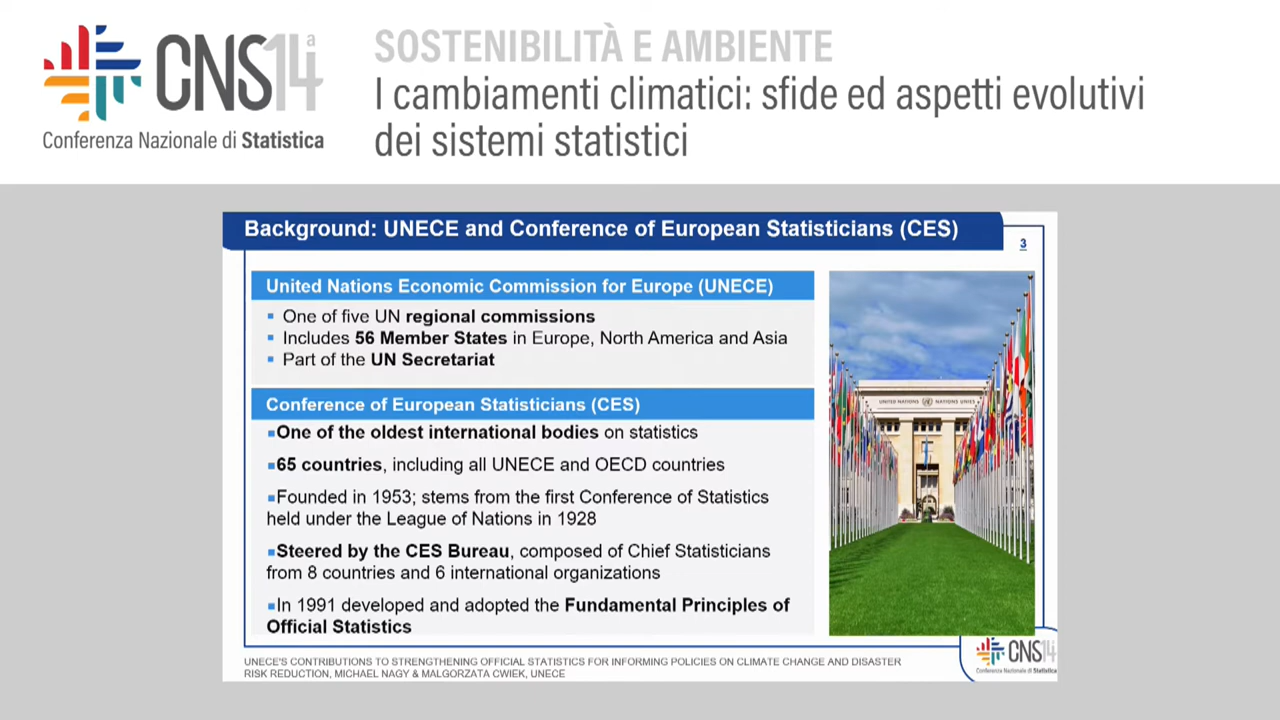 CNS14a
Conferenza Nazionale di Statistica
SOSTENIBILITÀ E AMBIENTE
I cambiamenti climatici: sfide ed aspetti evolutivi
dei sistemi statistici
Background: UNECE and Conference of European Statisticians (CES)
3
United Nations Economic Commission for Europe (UNECE)
▪ One of five UN regional commissions
▪ Includes 56 Member States in Europe, North America and Asia
▪ Part of the UN Secretariat
Conference of European Statisticians (CES)
▪One of the oldest international bodies on statistics
▪65 countries, including all UNECE and OECD countries
▪Founded in 1953; stems from the first Conference of Statistics
held under the League of Nations in 1928
▪Steered by the CES Bureau, composed of Chief Statisticians
from 8 countries and 6 international organizations
▪In 1991 developed and adopted the Fundamental Principles of
Official Statistics
UNITED NATIONS NATIONS UNIES
UNECE'S CONTRIBUTIONS TO STRENGTHENING OFFICIAL STATISTICS FOR INFORMING POLICIES ON CLIMATE CHANGE AND DISASTER
RISK REDUCTION, MICHAEL NAGY & MALGORZATA CWIEK, UNECE
CNS14
Conferenza Nazionale di Statistica